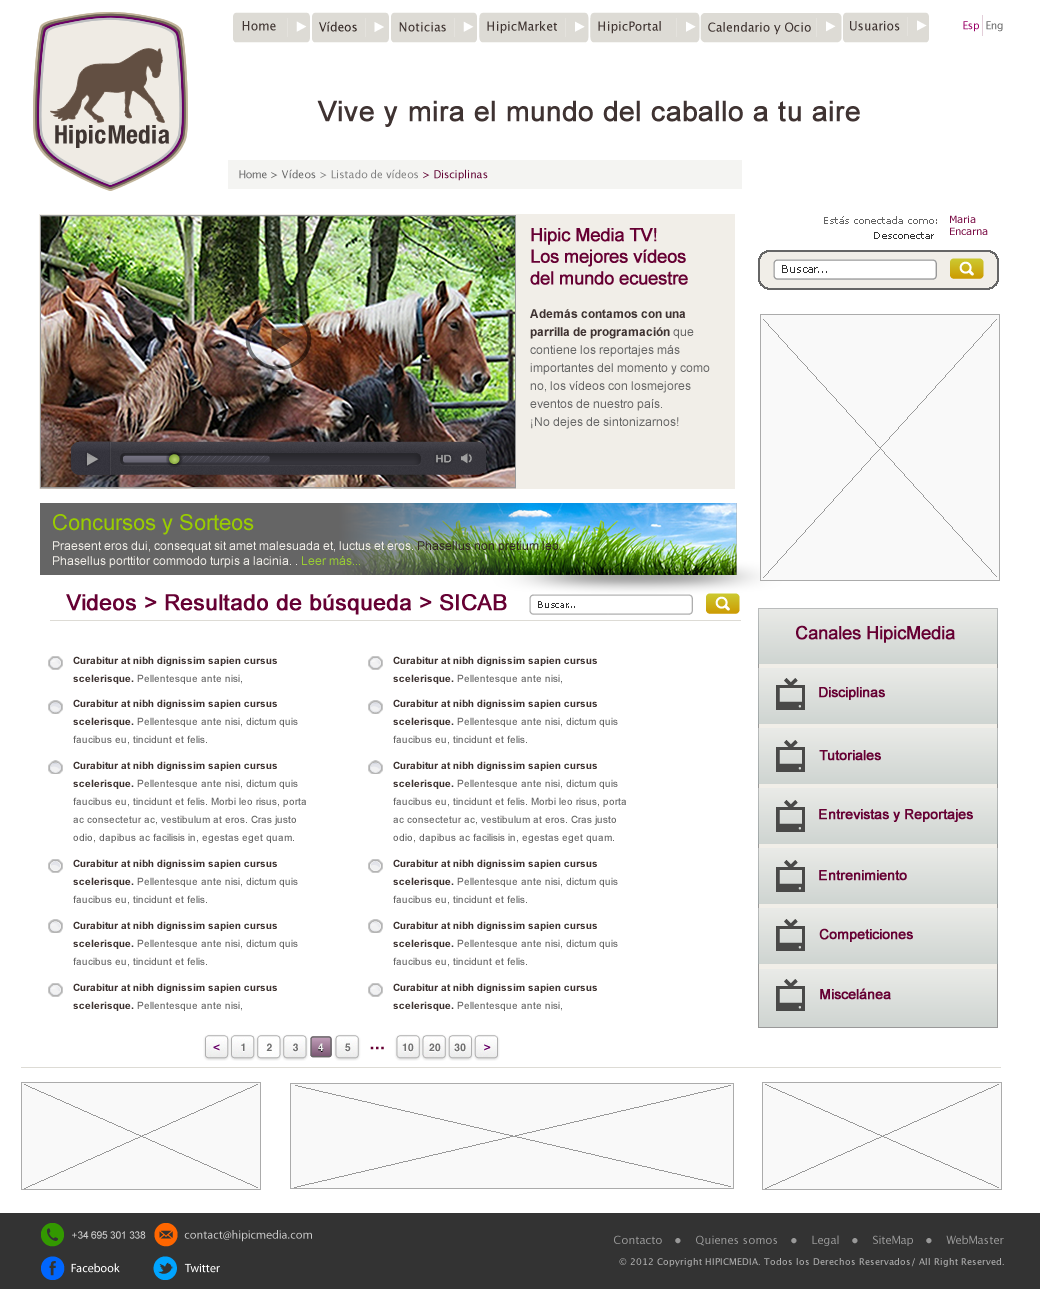 Home Vídeos Noticias HipicMarket HipicPortal Calendario y Ocio Usuarios Esp Eng
HipicMedia
Vive y mira el mundo del caballo a tu aire
Home > Vídeos > Listado de vídeos > Disciplinas
Estás conectada como: Maria Encarna
Desconectar
Buscar...
Hipic Media TV!
Los mejores vídeos
del mundo ecuestre
Además contamos con una
parrilla de programación que
contiene los reportajes más
importantes del momento y como
no, los vídeos con losmejores
eventos de nuestro país.
¡No dejes de sintonizarnos!
HD
Concursos y Sorteos
Praesent eros dui, consequat sit amet malesuada et, luctus et eros. Phasellus non pretium leo.
Phasellus porttitor commodo turpis a lacinia. . Leer más...
Videos > Resultado de búsqueda > SICAB
Buscar...
Curabitur at nibh dignissim sapien cursus
scelerisque. Pellentesque ante nisi,
Curabitur at nibh dignissim sapien cursus
scelerisque. Pellentesque ante nisi, dictum quis
faucibus eu, tincidunt et felis.
Curabitur at nibh dignissim sapien cursus
scelerisque. Pellentesque ante nisi, dictum quis
faucibus eu, tincidunt et felis. Morbi leo risus, porta
ac consectetur ac, vestibulum at eros. Cras justo
odio, dapibus ac facilisis in, egestas eget quam.
Curabitur at nibh dignissim sapien cursus
scelerisque. Pellentesque ante nisi, dictum quis
faucibus eu, tincidunt et felis.
Curabitur at nibh dignissim sapien cursus
scelerisque. Pellentesque ante nisi, dictum quis
faucibus eu, tincidunt et felis.
Curabitur at nibh dignissim sapien cursus
scelerisque. Pellentesque ante nisi,
Curabitur at nibh dignissim sapien cursus
scelerisque. Pellentesque ante nisi,
Curabitur at nibh dignissim sapien cursus
scelerisque. Pellentesque ante nisi, dictum quis
faucibus eu, tincidunt et felis.
Curabitur at nibh dignissim sapien cursus
scelerisque. Pellentesque ante nisi, dictum quis
faucibus eu, tincidunt et felis. Morbi leo risus, porta
ac consectetur ac, vestibulum at eros. Cras justo
odio, dapibus ac facilisis in, egestas eget quam.
Curabitur at nibh dignissim sapien cursus
scelerisque. Pellentesque ante nisi, dictum quis
faucibus eu, tincidunt et felis.
Curabitur at nibh dignissim sapien cursus
scelerisque. Pellentesque ante nisi, dictum quis
faucibus eu, tincidunt et felis.
Curabitur at nibh dignissim sapien cursus
scelerisque. Pellentesque ante nisi,
< 1 2 3 4 5 ... 10 20 30 >
Canales HipicMedia
Disciplinas
Tutoriales
Entrevistas y Reportajes
Entrenimiento
Competiciones
Miscelánea
+34 695 301 338 contact@hipicmedia.com
Facebook Twitter
Contacto ● Quienes somos ● Legal ● SiteMap ● WebMaster
© 2012 Copyright HIPICMEDIA. Todos los Derechos Reservados/ All Right Reserved.